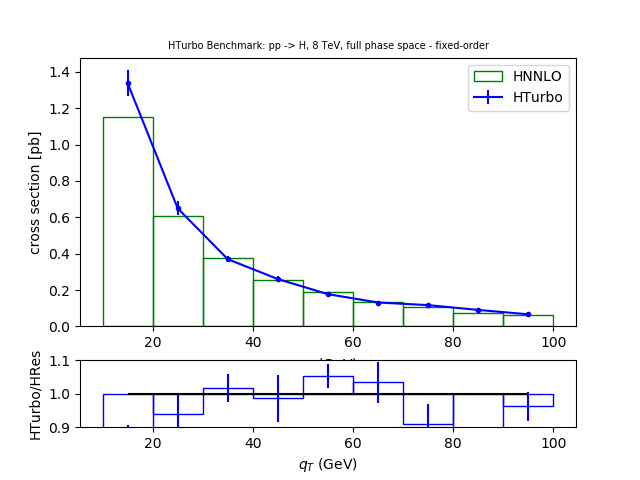 HTurbo Benchmark: pp -> H, 8 TeV, full phase space - fixed-order
HNNLO
HTurbo
cross section [pb]
1.4
1.2
1.0
0.8
0.6
0.4
0.2
0.0
20 40 60 80 100
(GeV)
HTurbo/HRes
1.1
1.0
0.9
20 40 60 80 100
q_T (GeV)